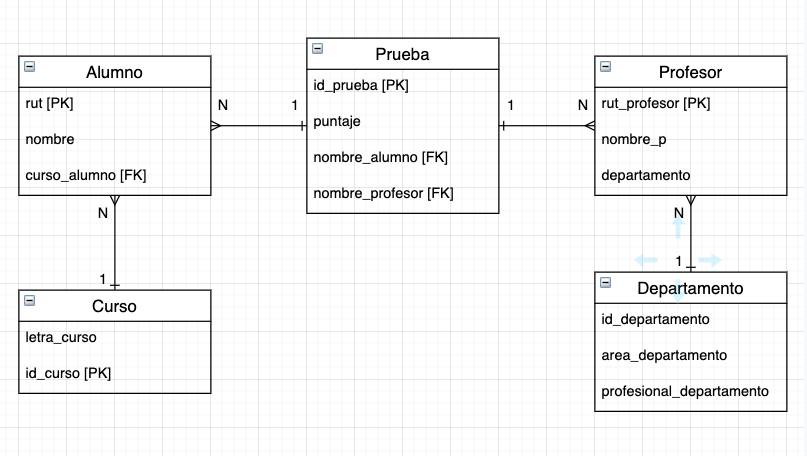 Alumno
rut [PK]
nombre
curso_alumno [FK]
N
1
Prueba
id_prueba [PK]
puntaje
nombre_alumno [FK]
nombre_profesor [FK]
1
N
Profesor
rut_profesor [PK]
nombre_p
departamento
N
1
Curso
letra_curso
id_curso [PK]
N
1
Departamento
id_departamento
area_departamento
profesional_departamento